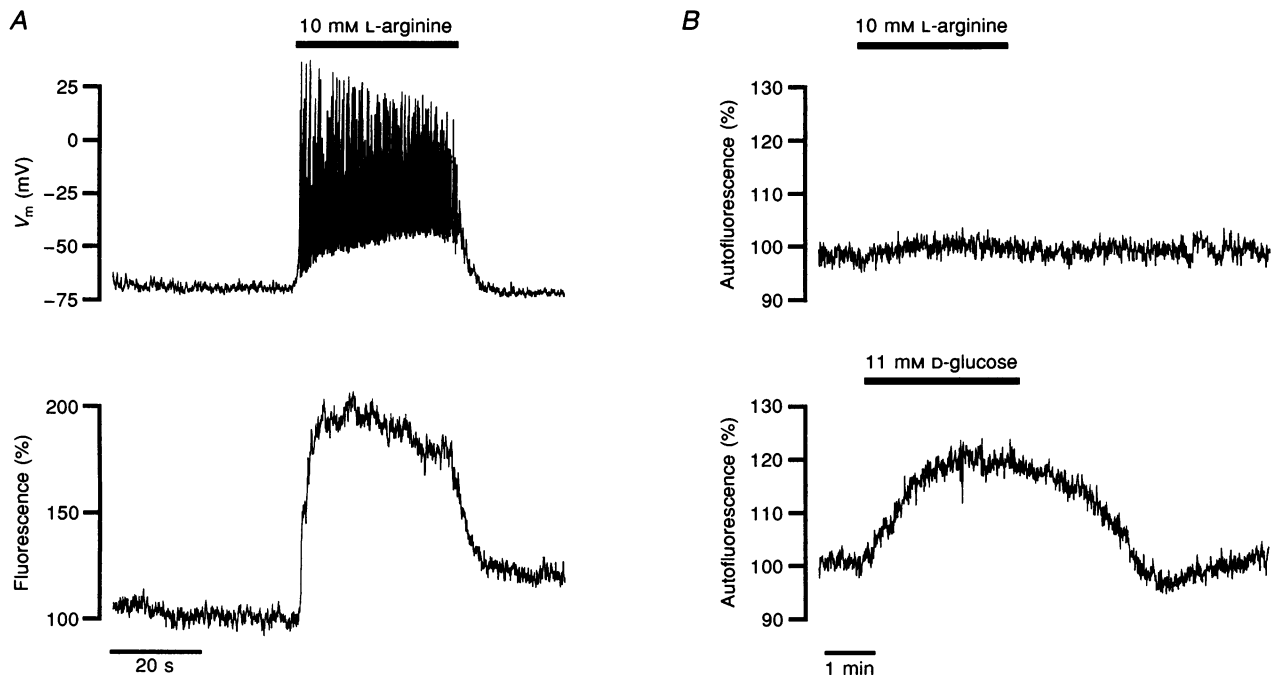 A
10 mM L-arginine
25
0
−25
−50
−75
Vm (mV)
200
150
100
Fluorescence (%)
20 s
B
10 mM L-arginine
130
120
110
100
90
Autofluorescence (%)
11 mM D-glucose
130
120
110
100
90
Autofluorescence (%)
1 min